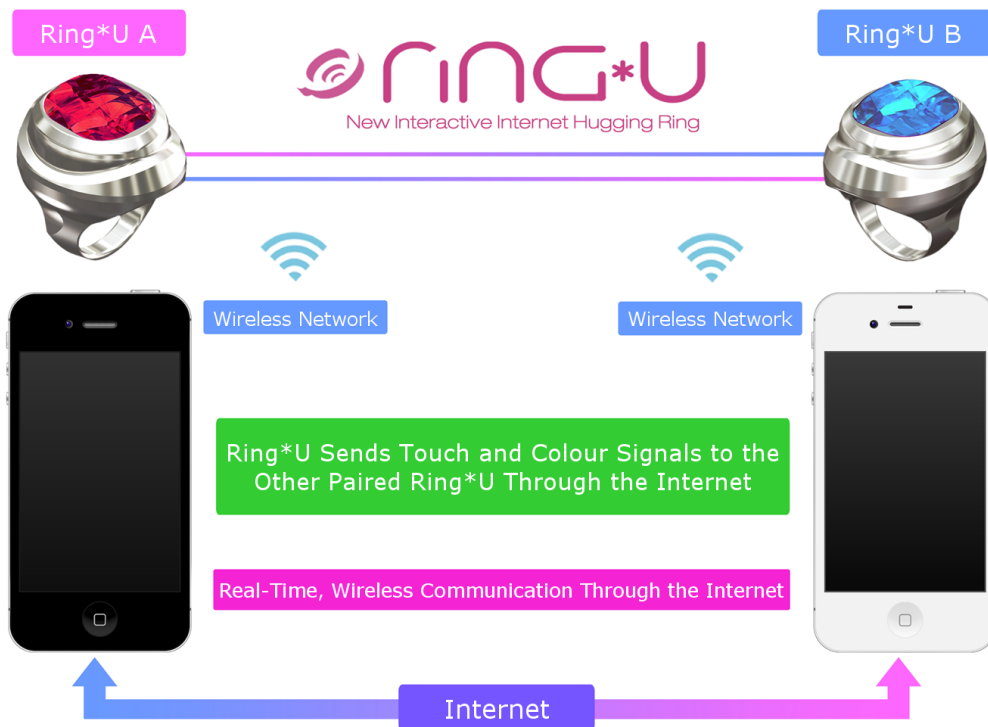 Ring*U A
Ring*U B
RiNG*U
New Interactive Internet Hugging Ring
Wireless Network
Wireless Network
Ring*U Sends Touch and Colour Signals to the
Other Paired Ring*U Through the Internet
Real-Time, Wireless Communication Through the Internet
Internet